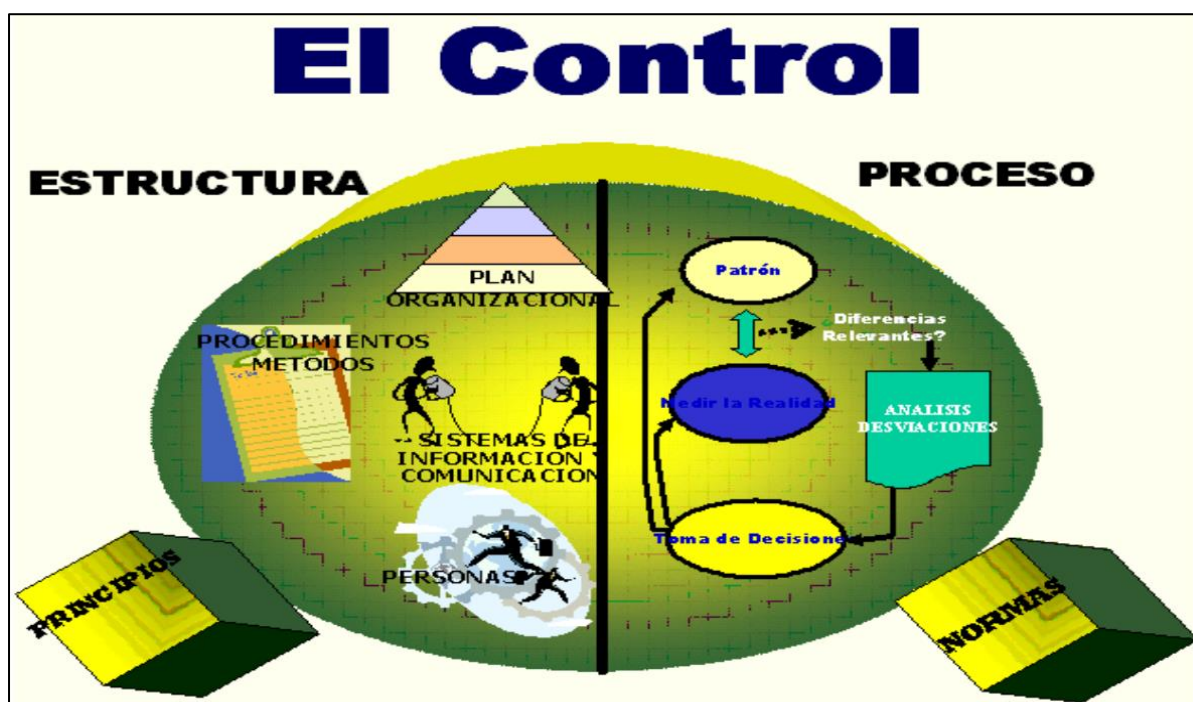 El Control
ESTRUCTURA
PROCESO
PLAN
ORGANIZACIONAL
PROCEDIMIENTOS
METODOS
SISTEMAS DE
INFORMACION Y
COMUNICACION
PERSONAS
Patrón
¿Diferencias
Relevantes?
Medir la Realidad
ANALISIS
DESVIACIONES
Toma de Decisione
PRINCIPIOS
NORMAS